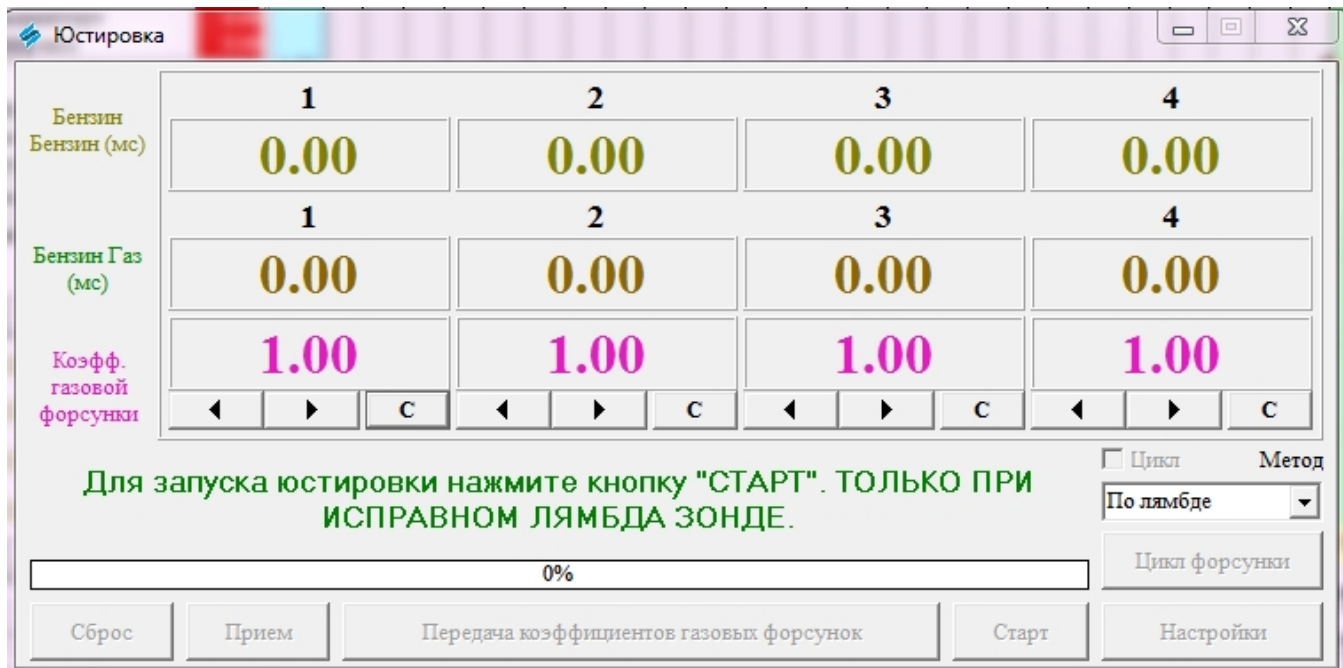 Юстировка
1 2 3 4
Бензин
Бензин (мс)
0.00 0.00 0.00 0.00
1 2 3 4
Бензин Газ
(мс)
0.00 0.00 0.00 0.00
Коэфф.
газовой
форсунки
1.00 1.00 1.00 1.00
С С С С
Для запуска юстировки нажмите кнопку "СТАРТ". ТОЛЬКО ПРИ
ИСПРАВНОМ ЛЯМБДА ЗОНДЕ.
Цикл Метод
По лямбде
Цикл форсунки
0%
Сброс Прием Передача коэффициентов газовых форсунок Старт Настройки